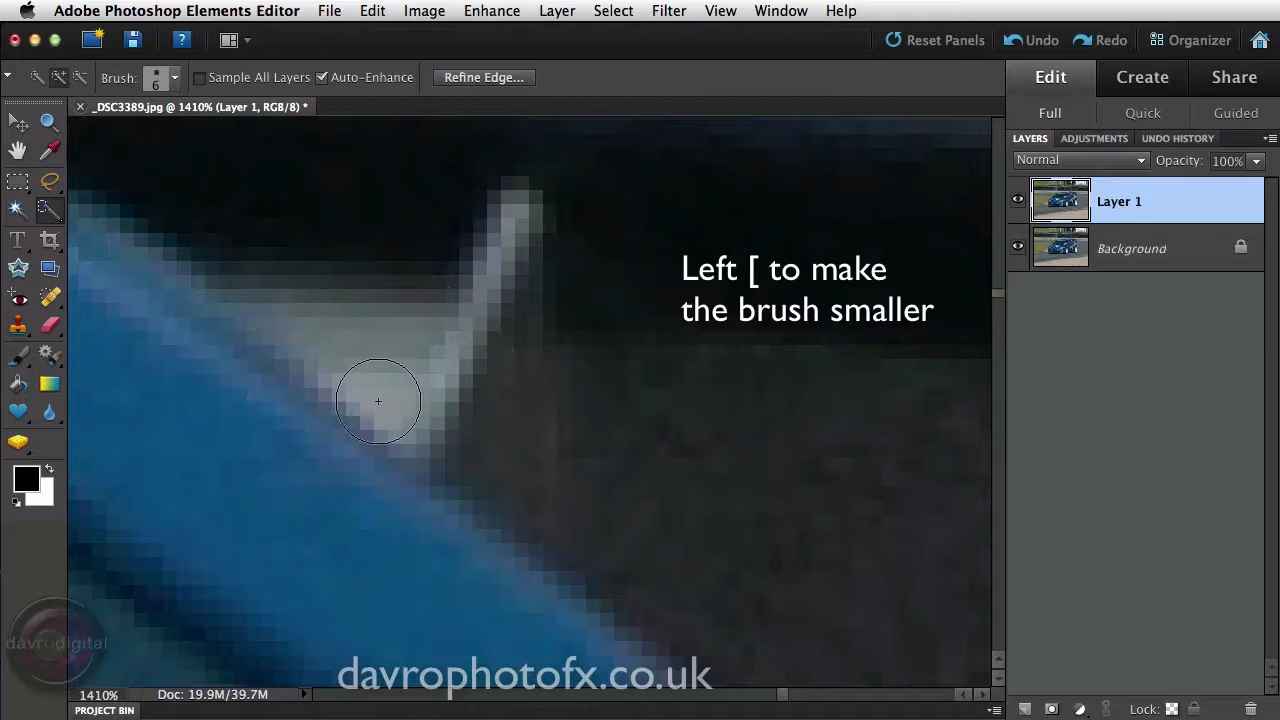 Adobe Photoshop Elements Editor File Edit Image Enhance Layer Select Filter View Window Help
? Reset Panels Undo Redo Organizer
Brush: 6 Sample All Layers Auto-Enhance Refine Edge... Edit Create Share
_DSC3389.jpg @ 1410% (Layer 1, RGB/8) * Full Quick Guided
LAYERS ADJUSTMENTS UNDO HISTORY
Normal Opacity: 100%
Layer 1
Background
Left [ to make
the brush smaller
T
davrodigital
davrophotofx.co.uk
1410% Doc: 19.9M/39.7M Lock:
PROJECT BIN